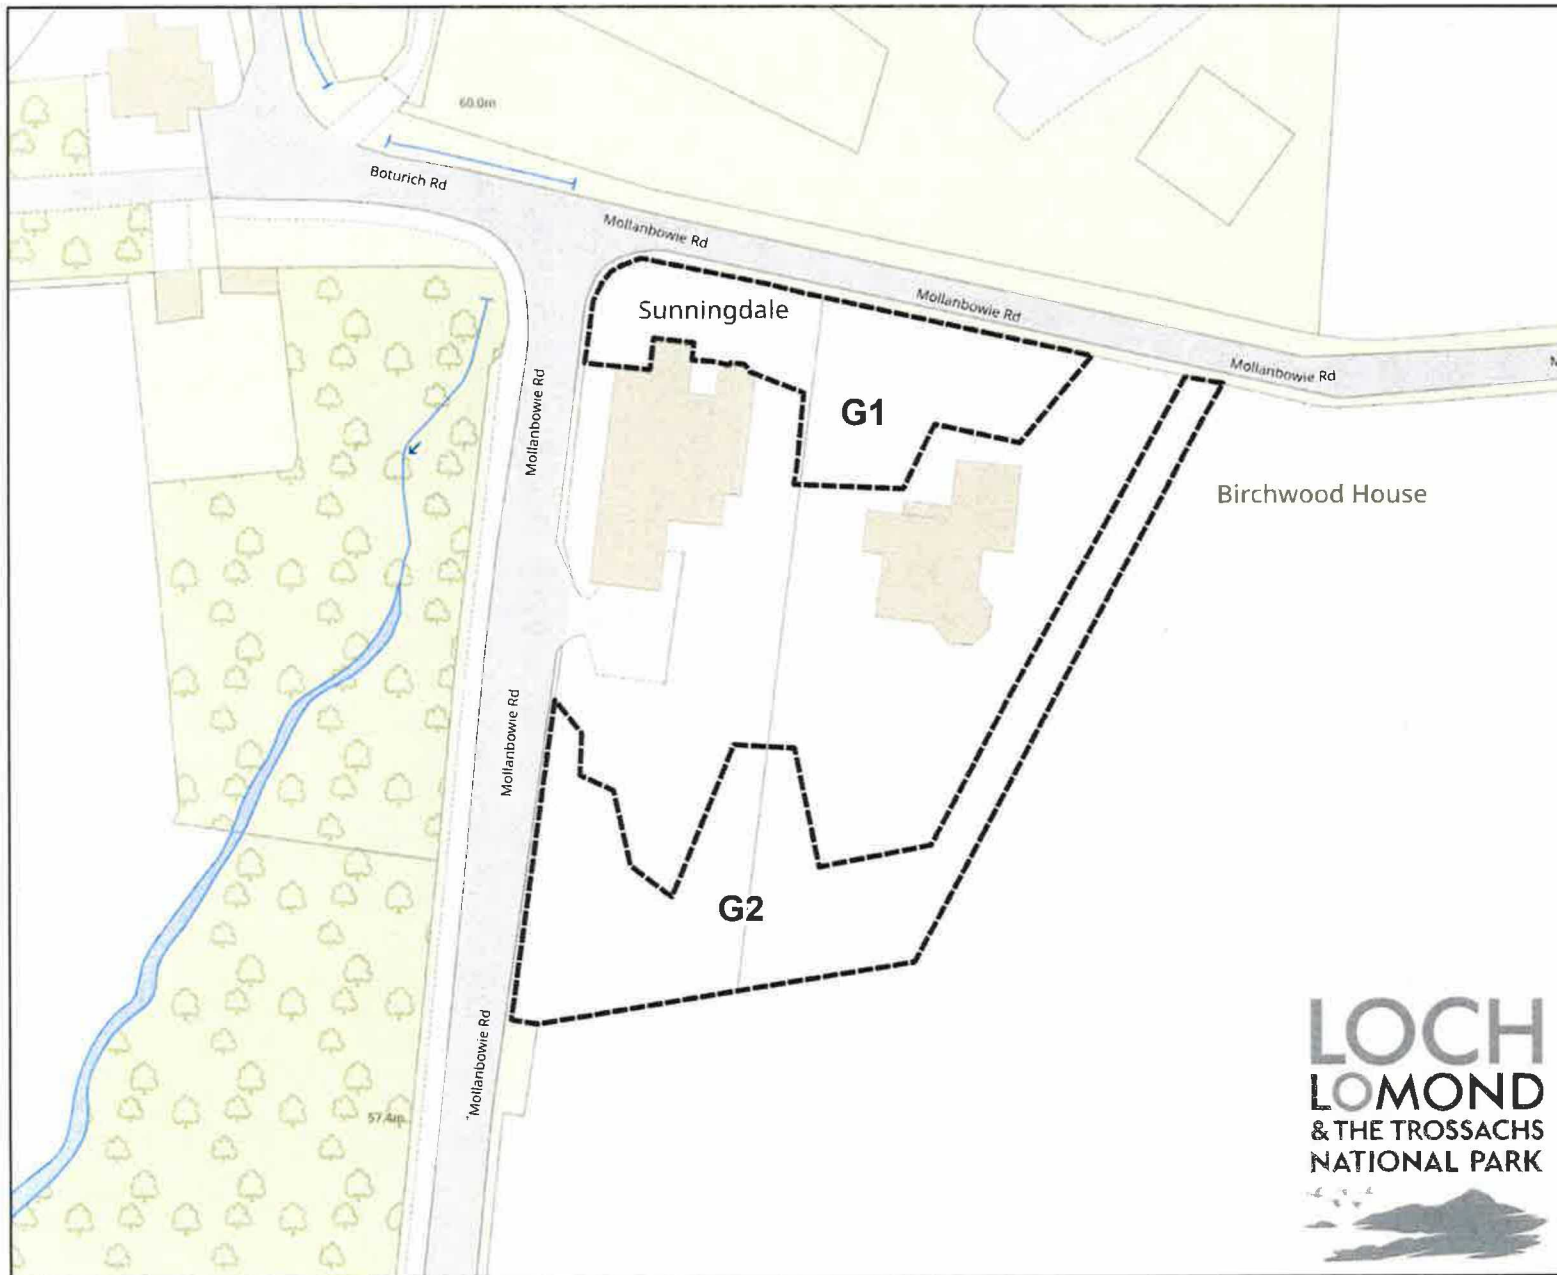 60.0m
Boturich Rd
Mollanbowie Rd
Mollanbowie Rd
Sunningdale
Mollanbowie Rd
Mollanbowie Rd
G1
Birchwood House
Mollanbowie Rd
G2
Mollanbowie Rd
57.4m
LOCH
LOMOND
& THE TROSSACHS
NATIONAL PARK